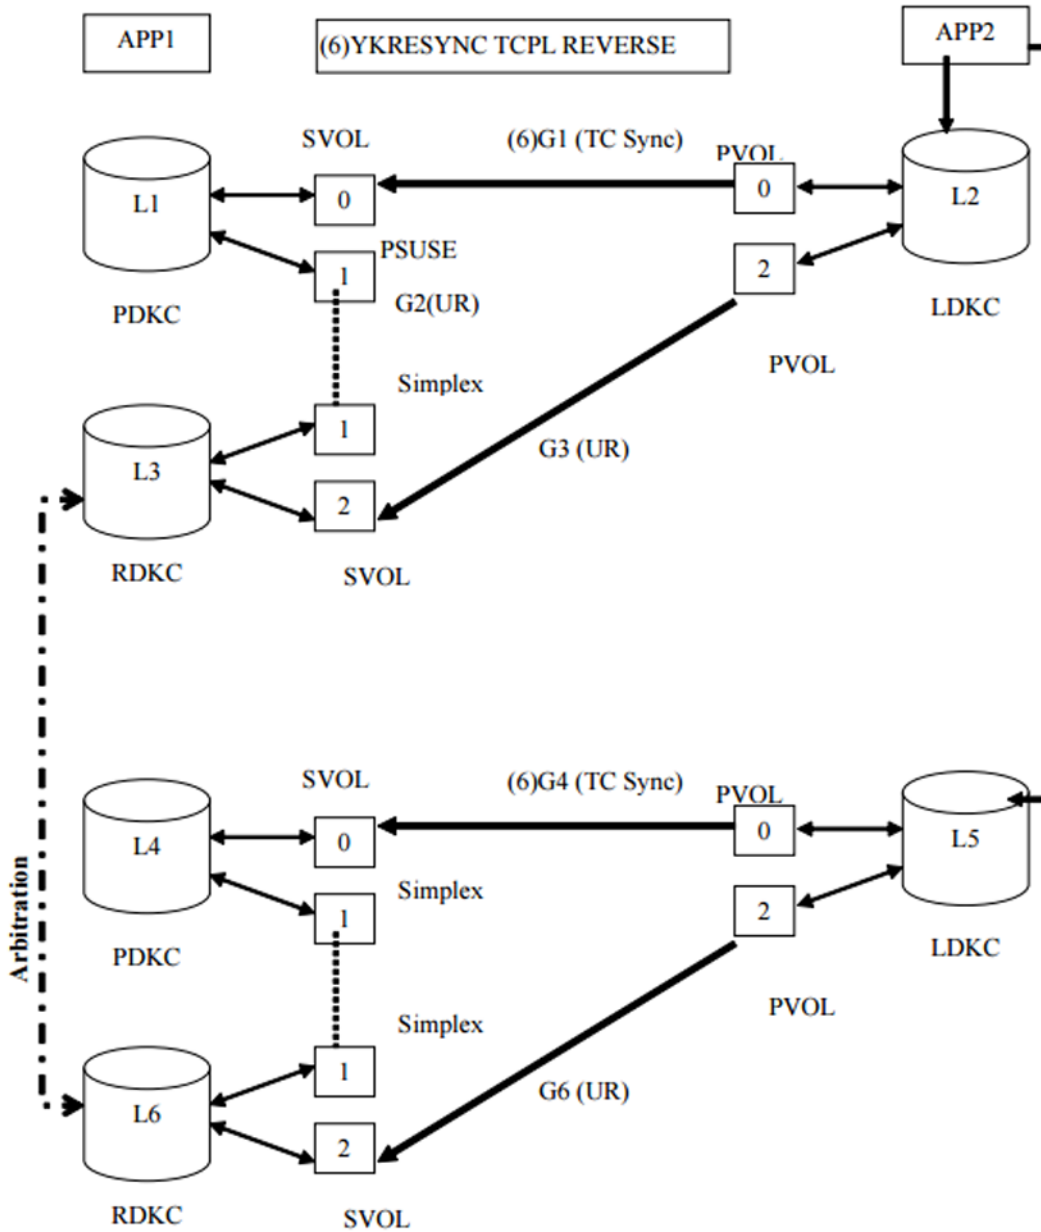 APP1
(6)YKRESYNC TCPL REVERSE
APP2
SVOL
(6)G1 (TC Sync)
PVOL
L1
0
0
L2
PSUSE
1
2
G2(UR)
PDKC
LDKC
PVOL
Simplex
1
L3
G3 (UR)
2
RDKC
SVOL
SVOL
(6)G4 (TC Sync)
PVOL
L4
0
0
L5
Simplex
1
2
Arbitration
PDKC
LDKC
PVOL
Simplex
1
L6
G6 (UR)
2
RDKC
SVOL